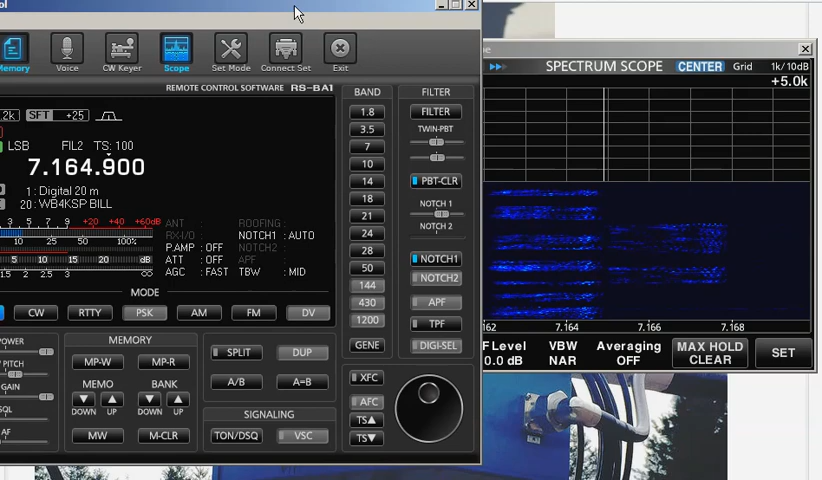 ol
SPECTRUM SCOPE CENTER Grid 1k/10dB
+5.0k
Memory Voice CW Keyer Scope Set Mode Connect Set Exit
REMOTE CONTROL SOFTWARE RS-BA1
.2k SFT +25
LSB FIL2 TS: 100
7.164.900
1 : Digital 20 m
20 : WB4KSP BILL
3 5 7 9 +20 +40 +60dB
10 25 50 100%
5 10 15 20 dB
1.5 2 2.5 3 ∞
ANT :
RX-I/O :
P.AMP : OFF
ATT : OFF
AGC : FAST
ROOFING :
NOTCH1 : AUTO
NOTCH2 :
APF :
TBW : MID
MODE
CW RTTY PSK AM FM DV
POWER
PITCH
GAIN
SQL
AF
MEMORY
MP-W MP-R
MEMO BANK
DOWN UP DOWN UP
MW M-CLR
SPLIT DUP
A/B A=B
SIGNALING
TON/DSQ VSC
BAND
1.8
3.5
7
10
14
18
21
24
28
50
144
430
1200
GENE
XFC
AFC
TS▲
TS▼
FILTER
FILTER
TWIN-PBT
PBT-CLR
NOTCH 1
NOTCH 2
NOTCH1
NOTCH2
APF
TPF
DIGI-SEL
.162 7.164 7.166 7.168
F Level VBW Averaging MAX HOLD SET
0.0 dB NAR OFF CLEAR